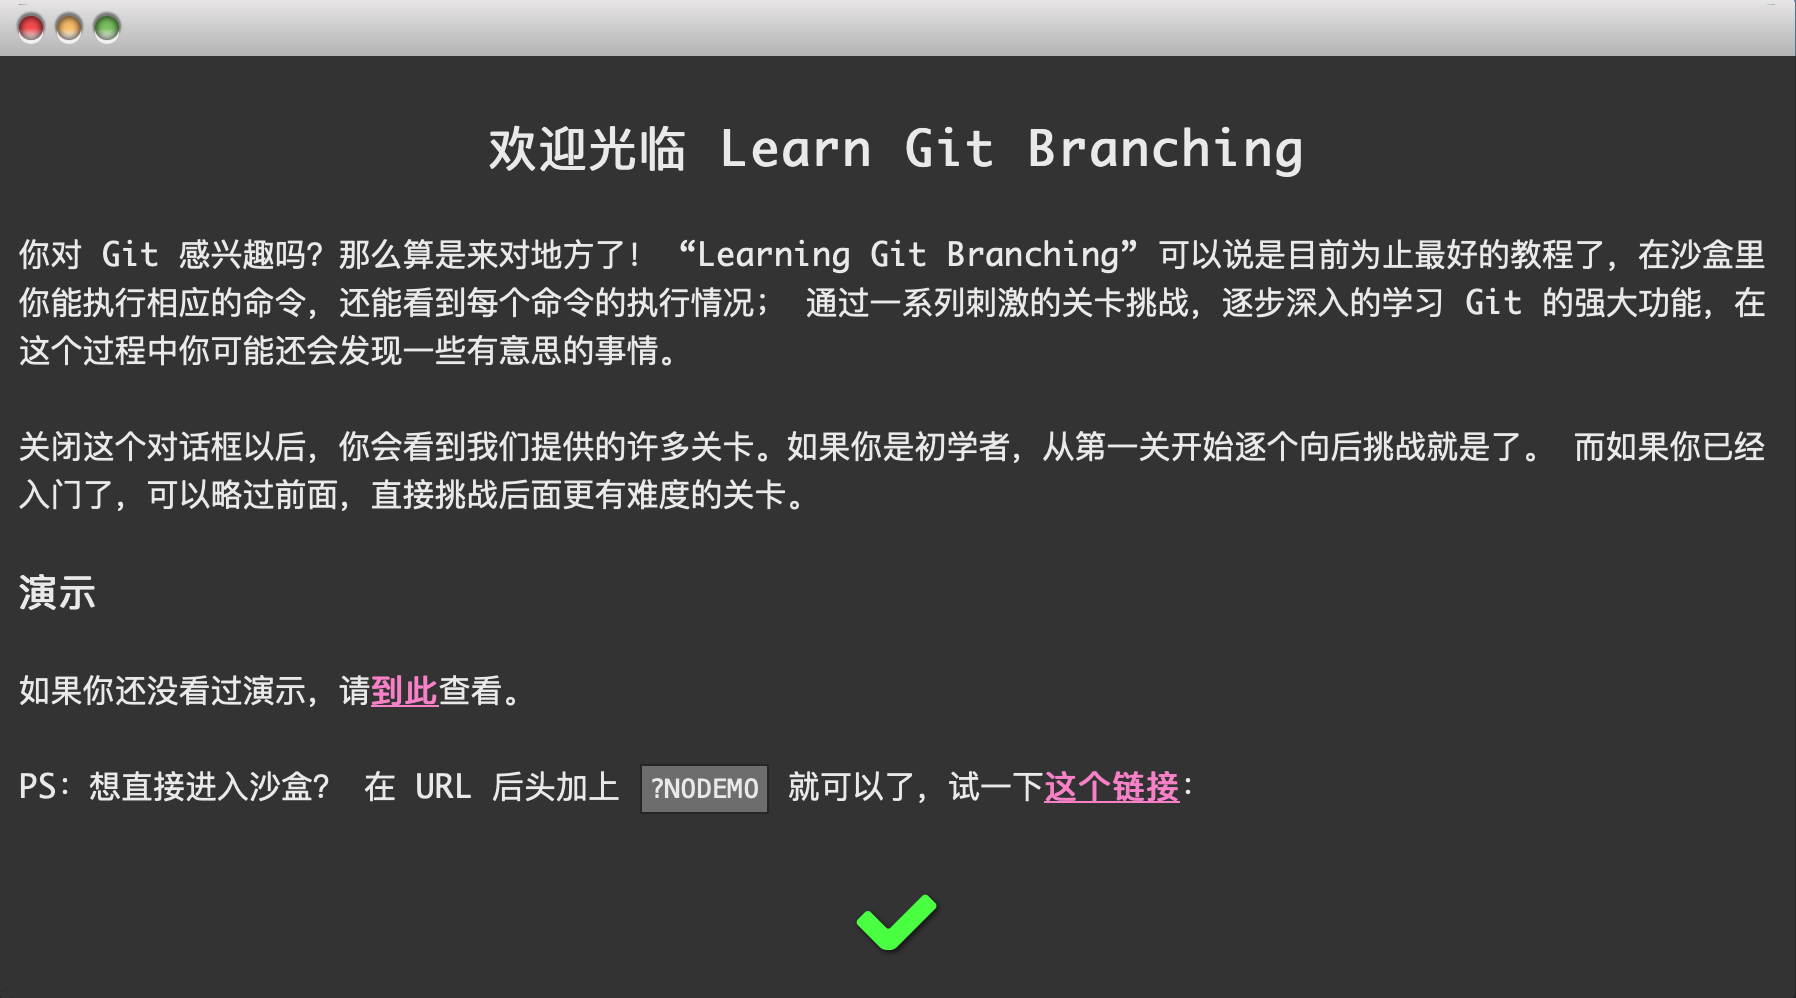 欢迎光临 Learn Git Branching
你对 Git 感兴趣吗？那么算是来对地方了！ “Learning Git Branching” 可以说是目前为止最好的教程了，在沙盒里
你能执行相应的命令，还能看到每个命令的执行情况； 通过一系列刺激的关卡挑战，逐步深入的学习 Git 的强大功能，在
这个过程中你可能还会发现一些有意思的事情。
关闭这个对话框以后，你会看到我们提供的许多关卡。如果你是初学者，从第一关开始逐个向后挑战就是了。 而如果你已经
入门了，可以略过前面，直接挑战后面更有难度的关卡。
演示
如果你还没看过演示，请到此查看。
PS：想直接进入沙盒？ 在 URL 后头加上 ?NODEMO 就可以了，试一下这个链接：